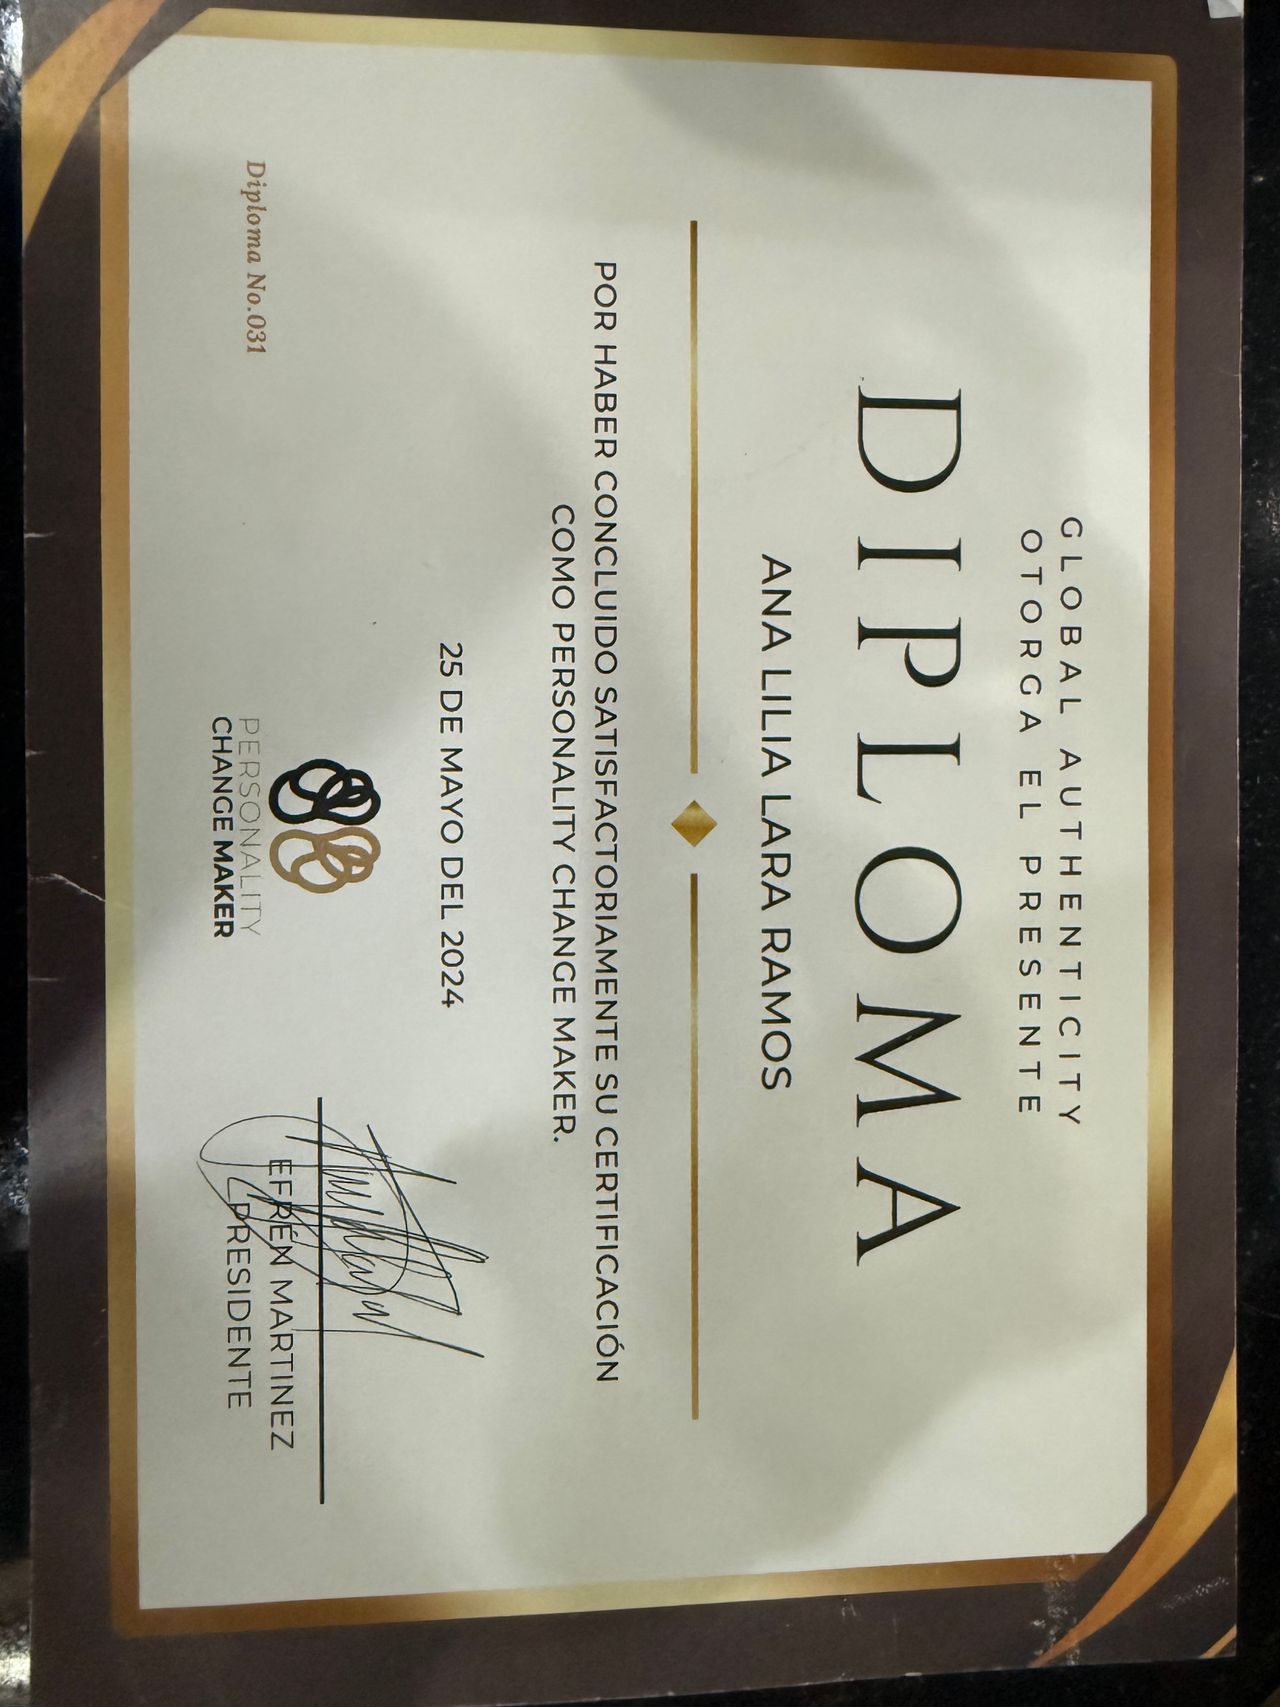 GLOBAL AUTHENTICITY
OTORGA EL PRESENTE
DIPLOMA
ANA LILIA LARA RAMOS
POR HABER CONCLUIDO SATISFACTORIAMENTE SU CERTIFICACIÓN
COMO PERSONALITY CHANGE MAKER.
25 DE MAYO DEL 2024
Diploma No.031
PERSONALITY
CHANGE MAKER
EFRÉN MARTINEZ
PRESIDENTE